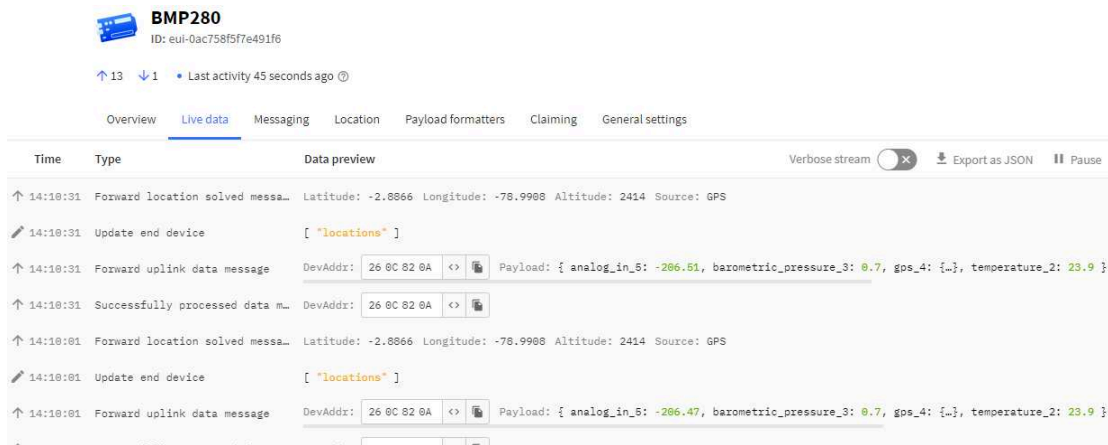 BMP280
ID: eui-0ac758f5f7e491f6
↑ 13 ↓ 1 • Last activity 45 seconds ago
Overview Live data Messaging Location Payload formatters Claiming General settings
Time Type Data preview Verbose stream Export as JSON Pause
↑ 14:10:31 Forward location solved messa… Latitude: -2.8866 Longitude: -78.9908 Altitude: 2414 Source: GPS
14:10:31 Update end device [ "locations" ]
↑ 14:10:31 Forward uplink data message DevAddr: 26 0C 82 0A <> Payload: { analog_in_5: -206.51, barometric_pressure_3: 0.7, gps_4: {…}, temperature_2: 23.9 }
↑ 14:10:31 Successfully processed data m… DevAddr: 26 0C 82 0A <>
↑ 14:10:01 Forward location solved messa… Latitude: -2.8866 Longitude: -78.9908 Altitude: 2414 Source: GPS
14:10:01 Update end device [ "locations" ]
↑ 14:10:01 Forward uplink data message DevAddr: 26 0C 82 0A <> Payload: { analog_in_5: -206.47, barometric_pressure_3: 0.7, gps_4: {…}, temperature_2: 23.9 }